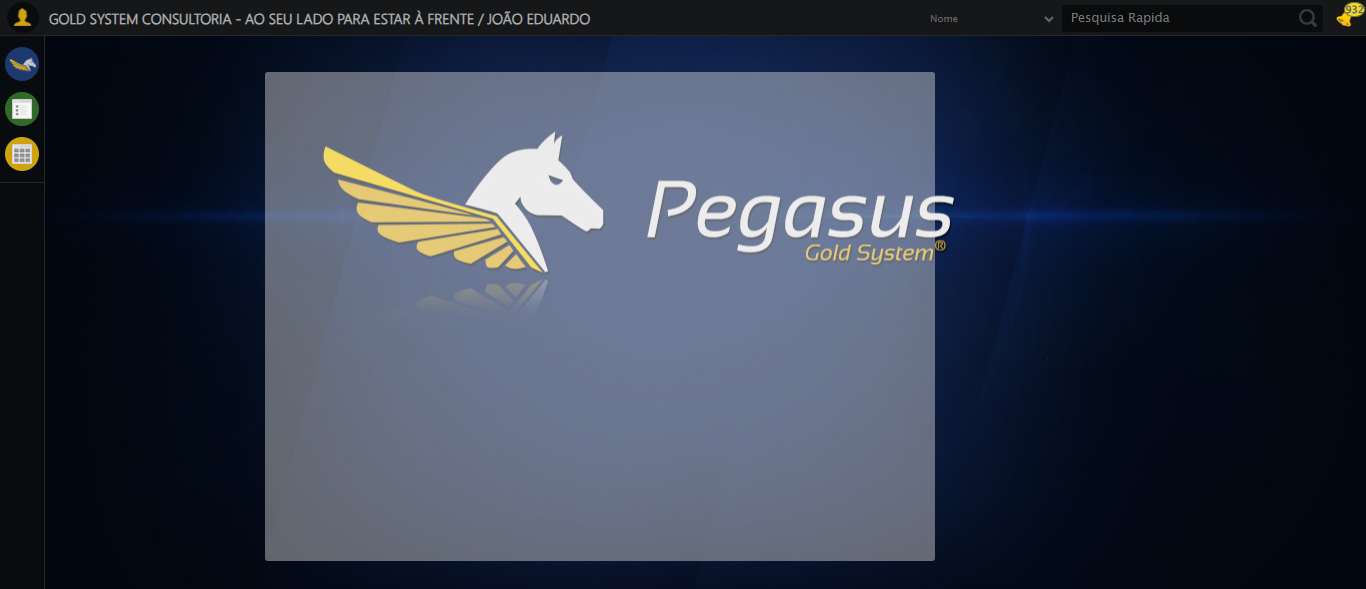 GOLD SYSTEM CONSULTORIA - AO SEU LADO PARA ESTAR À FRENTE / JOÃO EDUARDO
Nome
Pesquisa Rapida
932
Pegasus
Gold System®